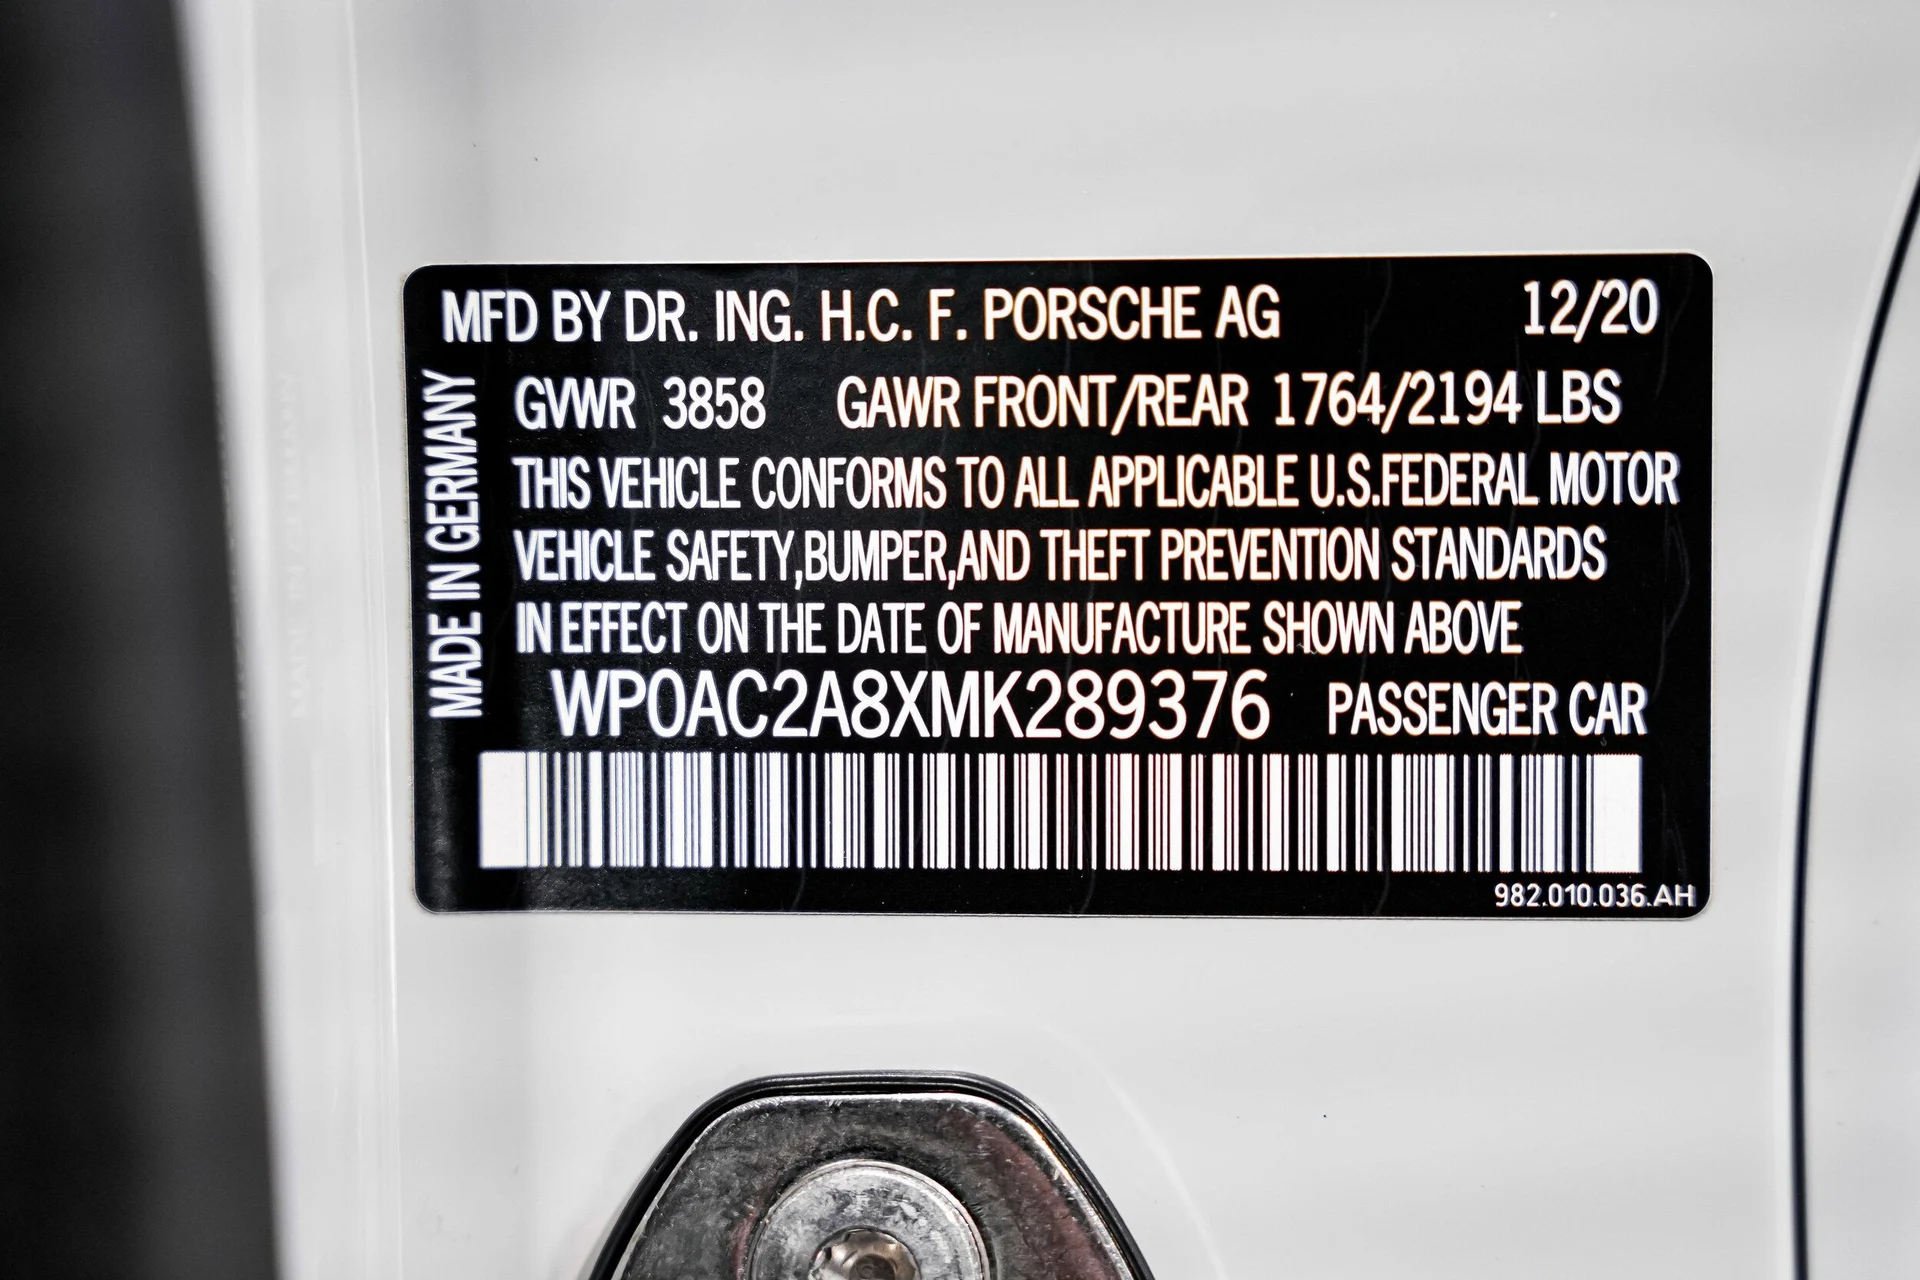 MFD BY DR. ING. H.C. F. PORSCHE AG 12/20
MADE IN GERMANY
GVWR 3858 GAWR FRONT/REAR 1764/2194 LBS
THIS VEHICLE CONFORMS TO ALL APPLICABLE U.S.FEDERAL MOTOR
VEHICLE SAFETY,BUMPER,AND THEFT PREVENTION STANDARDS
IN EFFECT ON THE DATE OF MANUFACTURE SHOWN ABOVE
WP0AC2A8XMK289376 PASSENGER CAR
982.010.036.AH